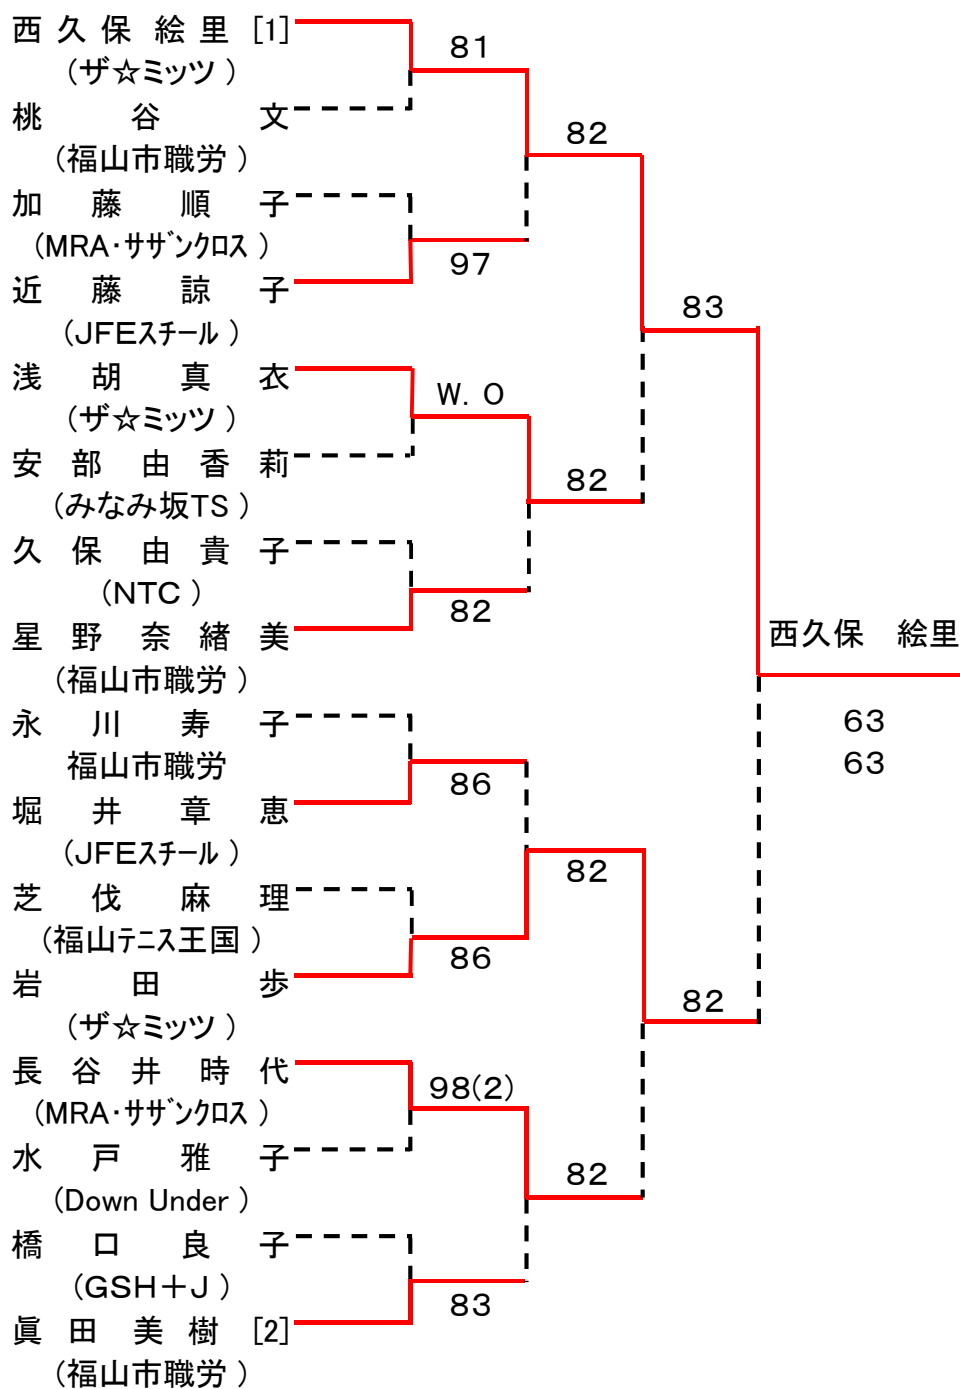 西久保絵里 [1]
81
(ザ☆ミッツ)
桃谷文
82
(福山市職労)
加藤順子
(MRA・サザンクロス)
97
近藤諒子
83
(JFEスチール)
浅胡真衣
W. O
(ザ☆ミッツ)
安部由香莉
82
(みなみ坂TS)
久保由貴子
(NTC)
82
星野奈緒美
西久保 絵里
(福山市職労)
永川寿子
63
福山市職労
63
86
堀井章恵
(JFEスチール)
82
芝伐麻理
(福山テニス王国)
86
岩田歩
82
(ザ☆ミッツ)
長谷井時代
98(2)
(MRA・サザンクロス)
水戸雅子
82
(Down Under)
橋口良子
(GSH+J)
83
眞田美樹 [2]
(福山市職労)